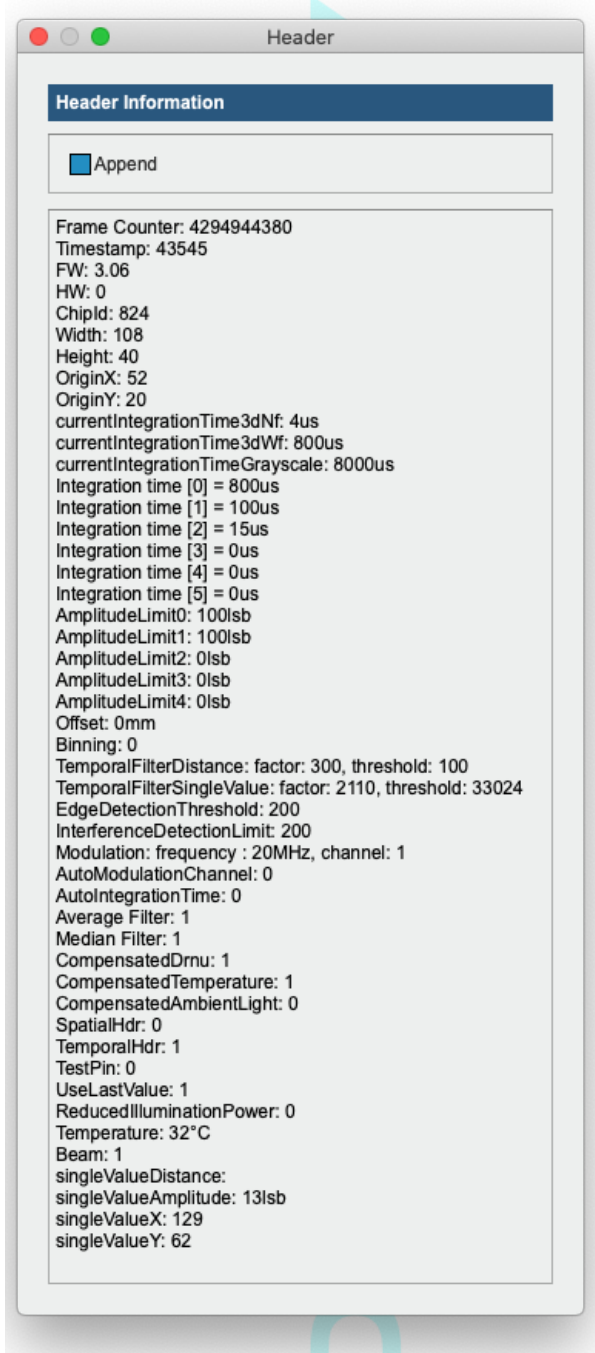 Header
Header Information
Append
Frame Counter: 4294944380
Timestamp: 43545
FW: 3.06
HW: 0
ChipId: 824
Width: 108
Height: 40
OriginX: 52
OriginY: 20
currentIntegrationTime3dNf: 4us
currentIntegrationTime3dWf: 800us
currentIntegrationTimeGrayscale: 8000us
Integration time [0] = 800us
Integration time [1] = 100us
Integration time [2] = 15us
Integration time [3] = 0us
Integration time [4] = 0us
Integration time [5] = 0us
AmplitudeLimit0: 100lsb
AmplitudeLimit1: 100lsb
AmplitudeLimit2: 0lsb
AmplitudeLimit3: 0lsb
AmplitudeLimit4: 0lsb
Offset: 0mm
Binning: 0
TemporalFilterDistance: factor: 300, threshold: 100
TemporalFilterSingleValue: factor: 2110, threshold: 33024
EdgeDetectionThreshold: 200
InterferenceDetectionLimit: 200
Modulation: frequency : 20MHz, channel: 1
AutoModulationChannel: 0
AutoIntegrationTime: 0
Average Filter: 1
Median Filter: 1
CompensatedDrnu: 1
CompensatedTemperature: 1
CompensatedAmbientLight: 0
SpatialHdr: 0
TemporalHdr: 1
TestPin: 0
UseLastValue: 1
ReducedIlluminationPower: 0
Temperature: 32°C
Beam: 1
singleValueDistance:
singleValueAmplitude: 13lsb
singleValueX: 129
singleValueY: 62